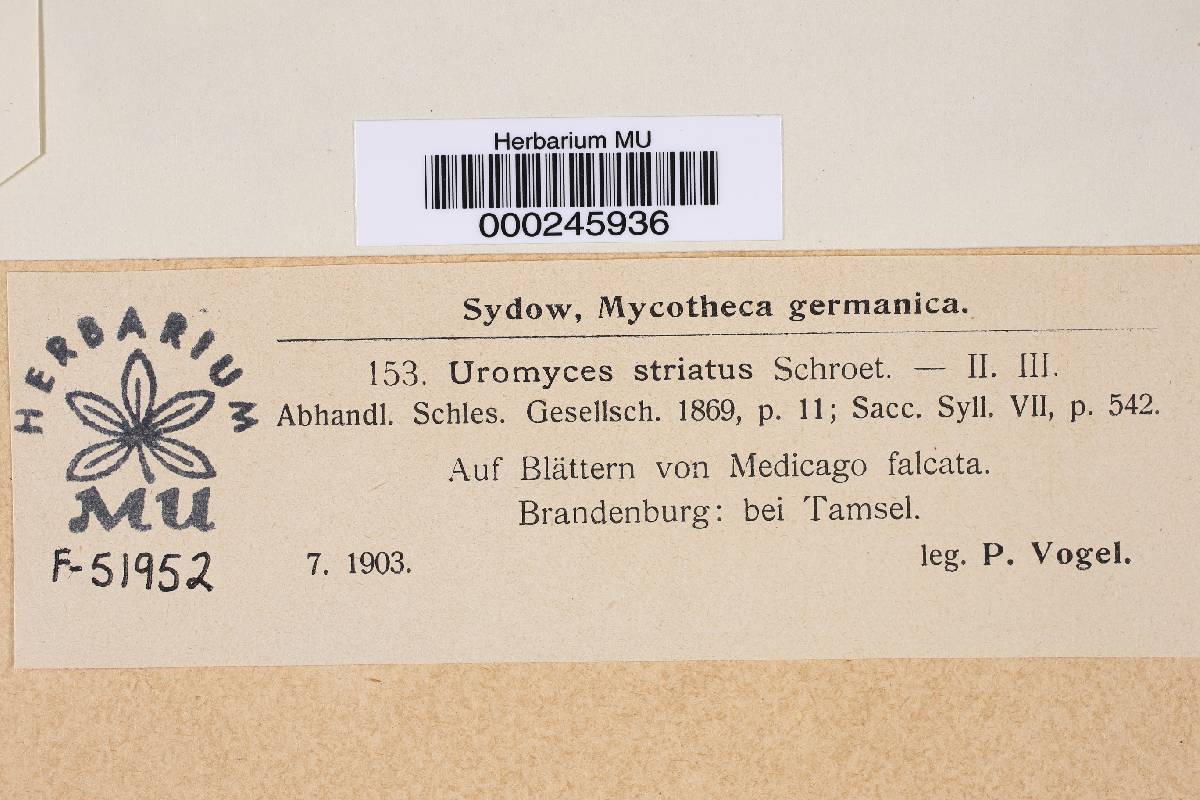 Herbarium MU
000245936
Sydow, Mycotheca germanica.
153. Uromyces striatus Schroet. — II. III.
Abhandl. Schles. Gesellsch. 1869, p. 11; Sacc. Syll. VII, p. 542.
Auf Blättern von Medicago falcata.
Brandenburg: bei Tamsel.
7. 1903.
leg. P. Vogel.
HERBARIUM
MU
F-51952